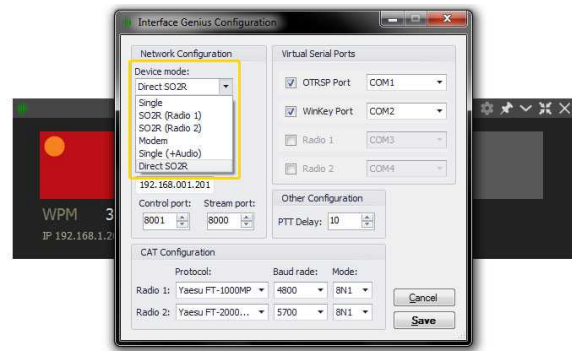 Interface Genius Configuration
Network Configuration
Device mode:
Direct SO2R
Single
SO2R (Radio 1)
SO2R (Radio 2)
Modem
Single (+Audio)
Direct SO2R
192.168.001.201
Control port: Stream port:
8001 8000
Virtual Serial Ports
OTRSP Port COM1
WinKey Port COM2
Radio 1 COM3
Radio 2 COM4
Other Configuration
PTT Delay: 10
CAT Configuration
Protocol: Baud rade: Mode:
Radio 1: Yaesu FT-1000MP 4800 8N1
Radio 2: Yaesu FT-2000... 5700 8N1
Cancel
Save
WPM 3
IP 192.168.1.2